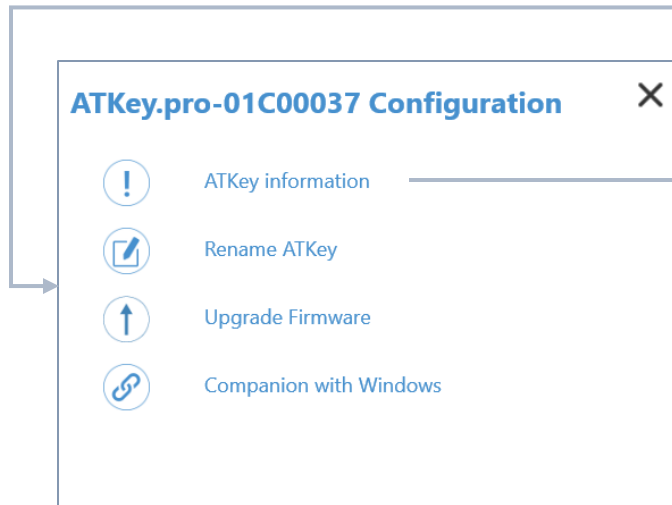 ATKey.pro-01C00037 Configuration
ATKey information
Rename ATKey
Upgrade Firmware
Companion with Windows